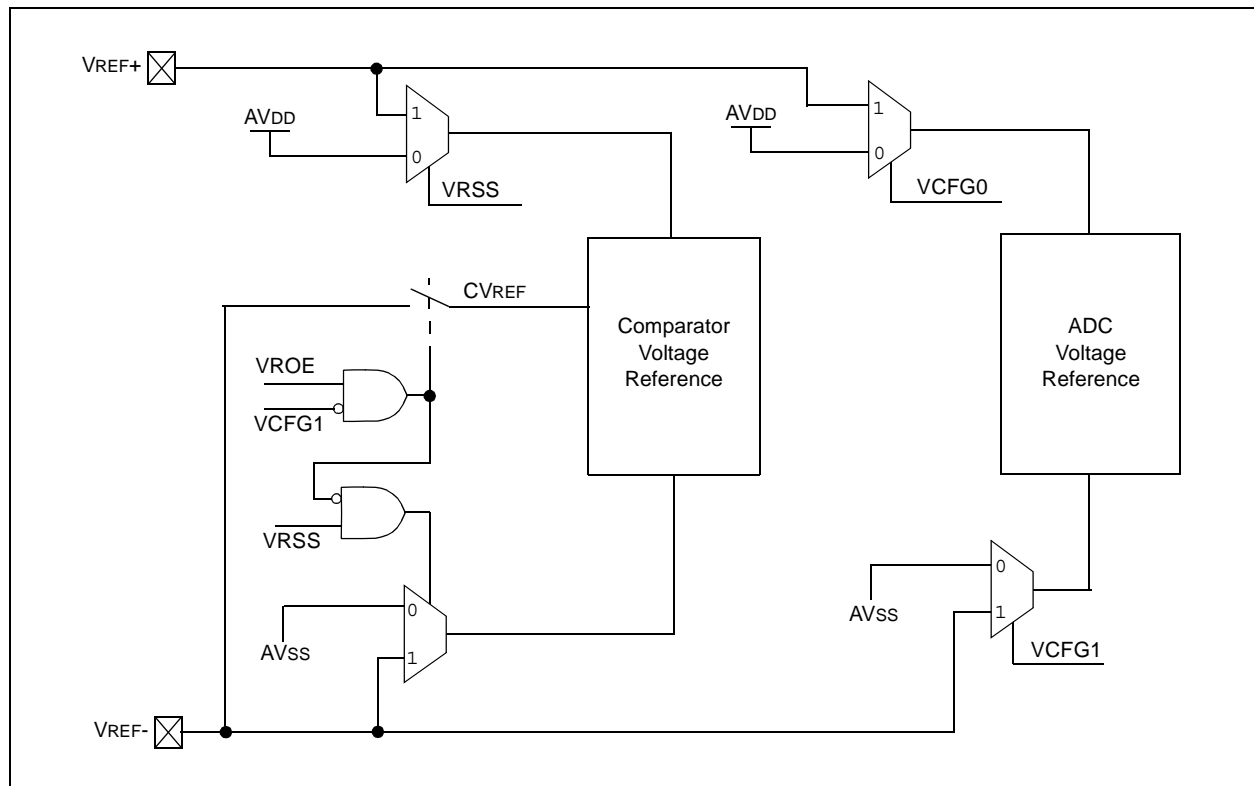 VREF+
AVDD
1
0
VRSS
AVDD
1
0
VCFG0
CVREF
Comparator
Voltage
Reference
ADC
Voltage
Reference
VROE
VCFG1
VRSS
AVSS
0
1
AVSS
0
1
VCFG1
VREF-